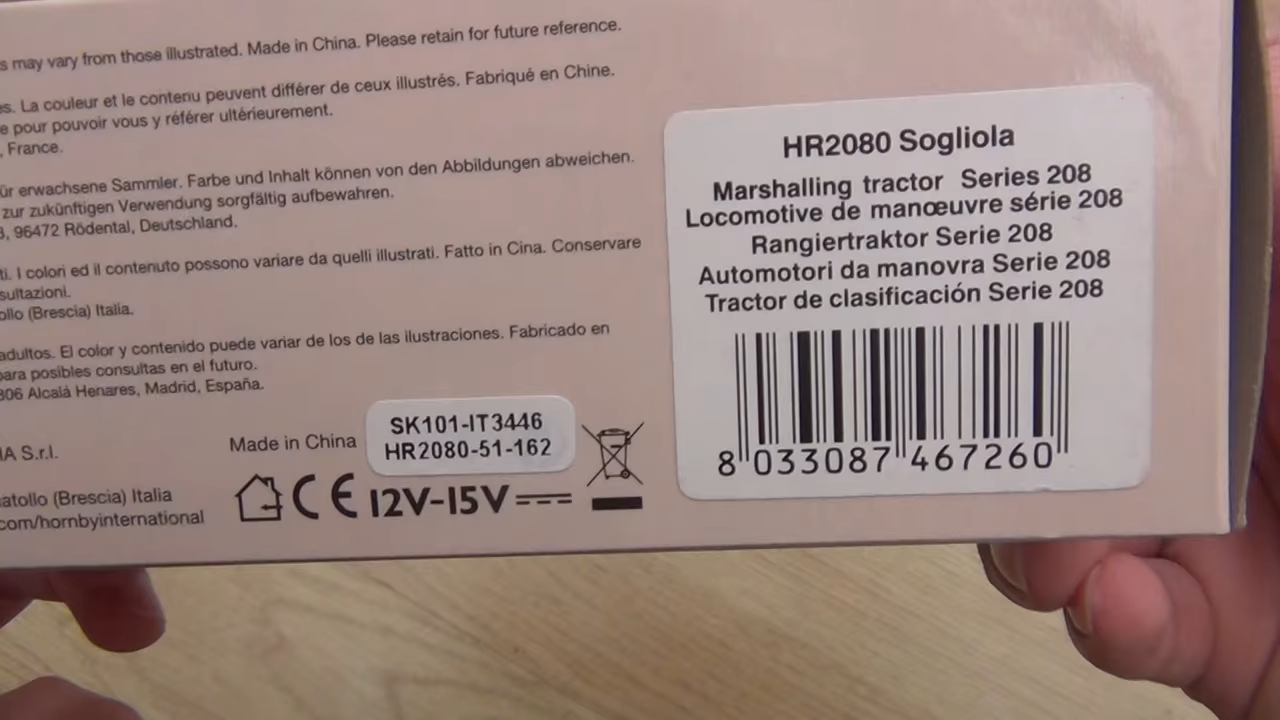 s may vary from those illustrated. Made in China. Please retain for future reference.
es. La couleur et le contenu peuvent différer de ceux illustrés. Fabriqué en Chine.
e pour pouvoir vous y référer ultérieurement.
, France.
ür erwachsene Sammler. Farbe und Inhalt können von den Abbildungen abweichen.
zur zukünftigen Verwendung sorgfältig aufbewahren.
3, 96472 Rödental, Deutschland.
ti. I colori ed il contenuto possono variare da quelli illustrati. Fatto in Cina. Conservare
sultazioni.
ollo (Brescia) Italia.
adultos. El color y contenido puede variar de los de las ilustraciones. Fabricado en
para posibles consultas en el futuro.
806 Alcalá Henares, Madrid, España.
IA S.r.l.
atollo (Brescia) Italia
com/hornbyinternational
Made in China
SK101-IT3446
HR2080-51-162
CE 12V-15V
HR2080 Sogliola
Marshalling tractor Series 208
Locomotive de manœuvre série 208
Rangiertraktor Serie 208
Automotori da manovra Serie 208
Tractor de clasificación Serie 208
8 033087 467260